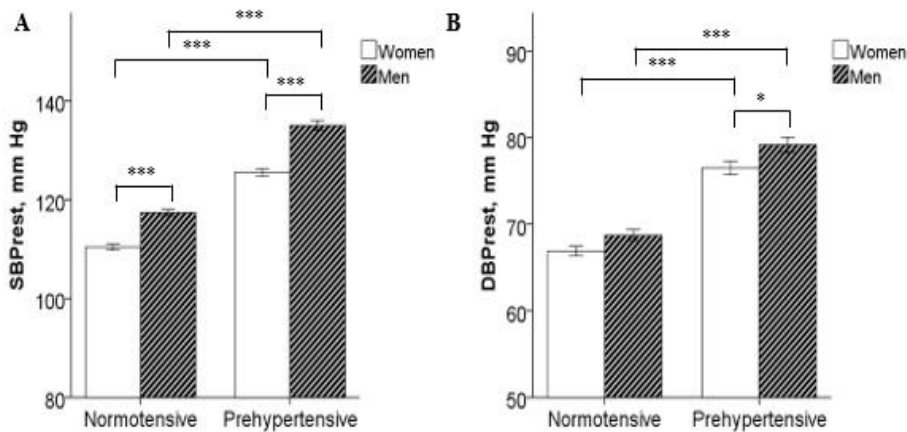 A
SBPrest, mm Hg
140
120
100
80
***
***
***
***
Women
Men
Normotensive
Prehypertensive
B
DBPrest, mm Hg
90
80
70
60
50
***
***
*
Women
Men
Normotensive
Prehypertensive